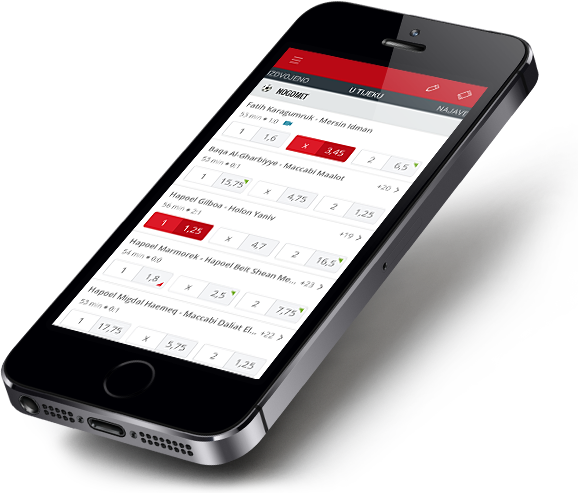 IZDVOJENO U TIJEKU NAJAVE
NOGOMET
Fatih Karagumruk - Mersin Idman
53 min • 1:0
1 1,6 x 3,45 2 6,5
Baqa Al-Gharbiyye - Maccabi Maalot
52 min • 0:1 +20 >
1 15,75 x 4,75 2 1,25
Hapoel Gilboa - Holon Yaniv
56 min • 2:1 +19 >
1 1,25 x 4,7 2 16,5
Hapoel Marmorek - Hapoel Beit Shean Me...
54 min • 0:0 +23 >
1 1,8 x 2,5 2 7,75
Hapoel Migdal Haemeq - Maccabi Daliat El...
53 min • 0:1 +22 >
1 17,75 x 5,75 2 1,25